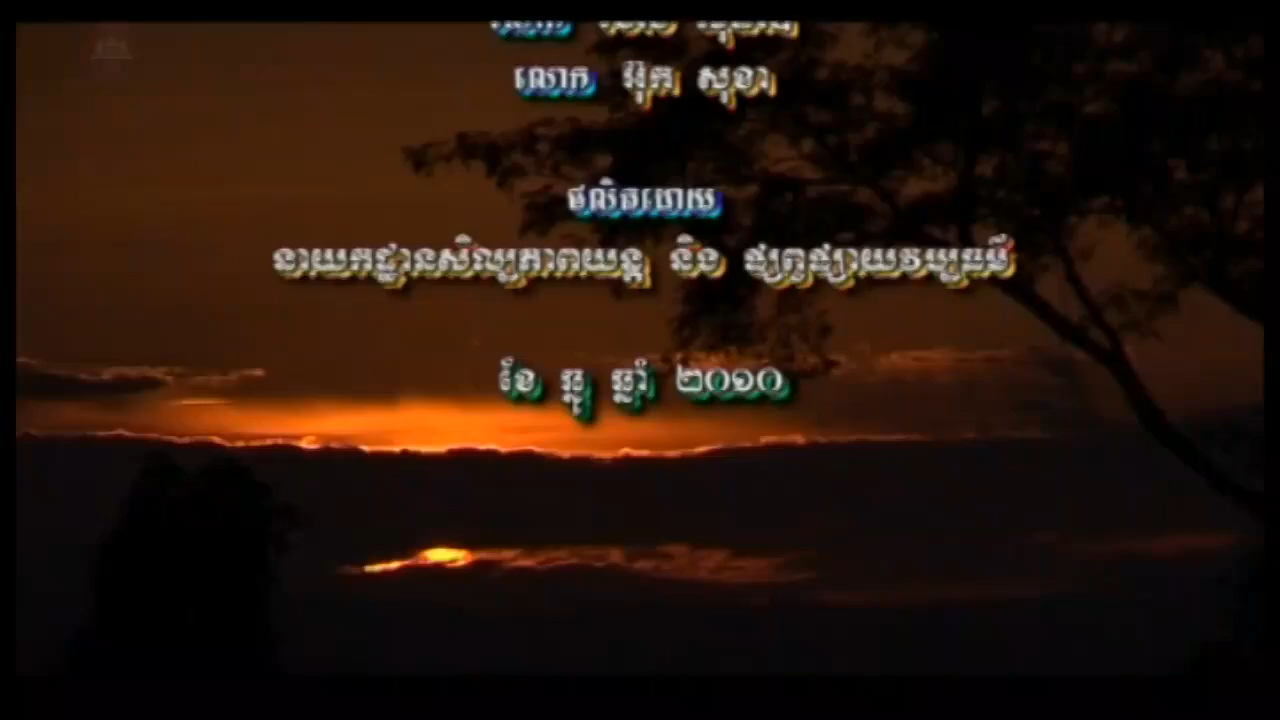 លោក
លោក អ៊ុក សុខា
ផលិតដោយ
នាយកដ្ឋានសិល្បភាពយន្ត និង ផ្សព្វផ្សាយវប្បធម៌
ខែ ធ្នូ ឆ្នាំ ២០១០